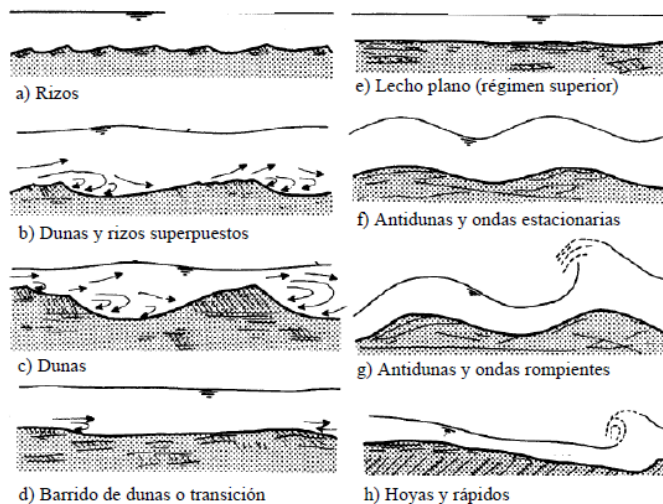 a) Rizos
b) Dunas y rizos superpuestos
c) Dunas
d) Barrido de dunas o transición
e) Lecho plano (régimen superior)
f) Antidunas y ondas estacionarias
g) Antidunas y ondas rompientes
h) Hoyas y rápidos